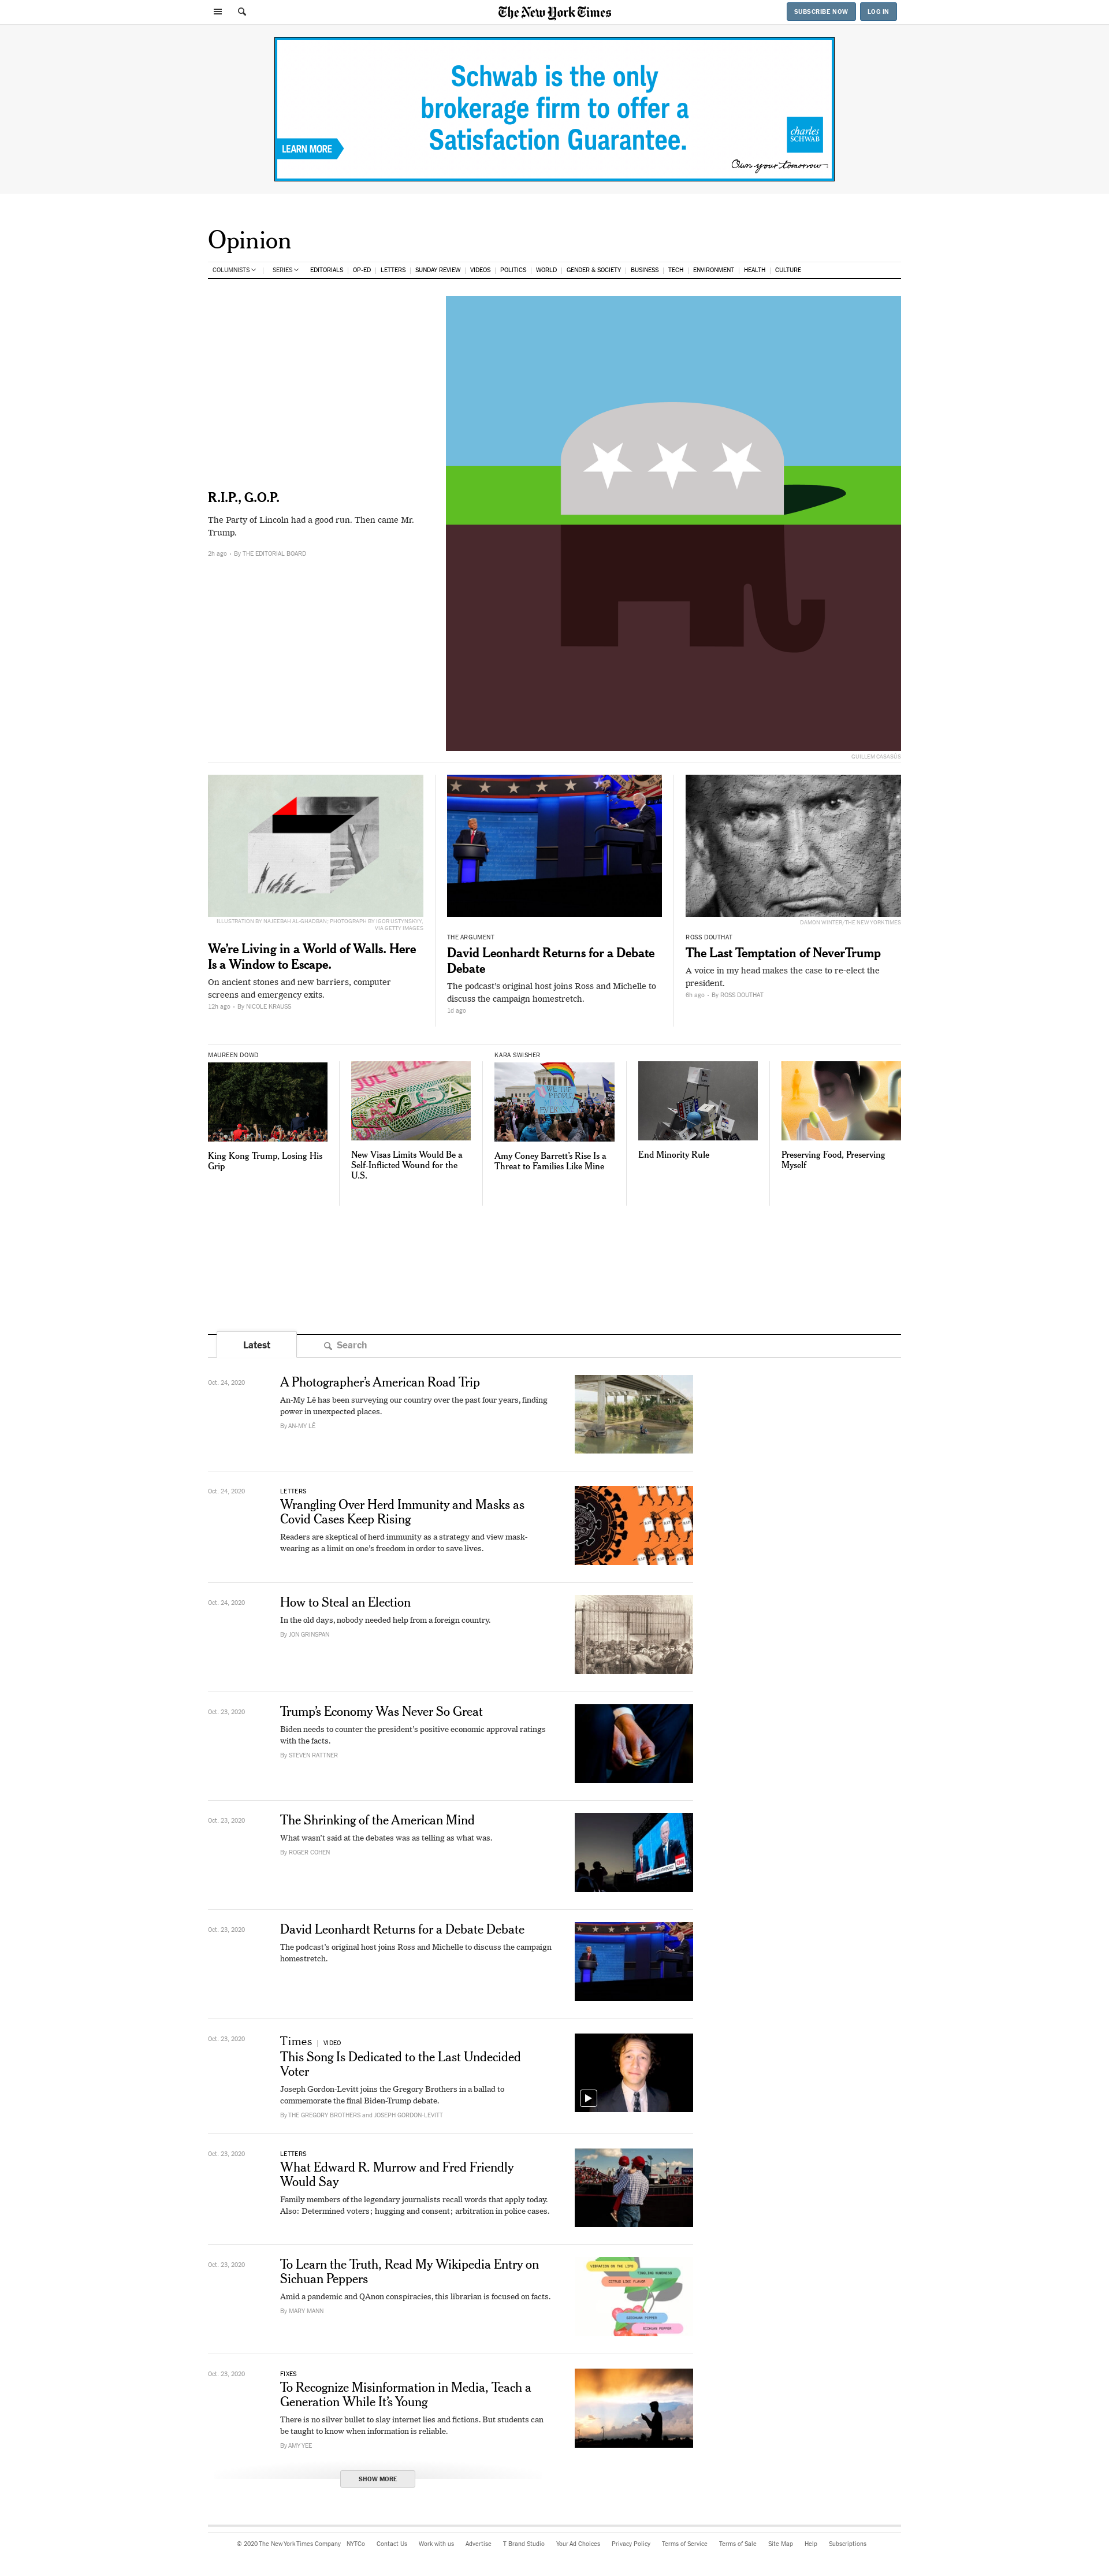 The New York Times
SUBSCRIBE NOW
LOG IN
Schwab is the only
brokerage firm to offer a
Satisfaction Guarantee.
LEARN MORE
charles
SCHWAB
Own your tomorrow.
Opinion
COLUMNISTS | SERIES EDITORIALS | OP-ED | LETTERS | SUNDAY REVIEW | VIDEOS | POLITICS | WORLD | GENDER & SOCIETY | BUSINESS | TECH | ENVIRONMENT | HEALTH | CULTURE
R.I.P., G.O.P.
The Party of Lincoln had a good run. Then came Mr.
Trump.
2h ago · By THE EDITORIAL BOARD
GUILLEM CASASUS
ILLUSTRATION BY NAJEEBAH AL-GHADBAN; PHOTOGRAPH BY IGOR USTYNSKYY,
VIA GETTY IMAGES
We're Living in a World of Walls. Here
Is a Window to Escape.
On ancient stones and new barriers, computer
screens and emergency exits.
12h ago · By NICOLE KRAUSS
THE ARGUMENT
David Leonhardt Returns for a Debate
Debate
The podcast's original host joins Ross and Michelle to
discuss the campaign homestretch.
1d ago
DAMON WINTER/THE NEW YORK TIMES
ROSS DOUTHAT
The Last Temptation of NeverTrump
A voice in my head makes the case to re-elect the
president.
6h ago · By ROSS DOUTHAT
MAUREEN DOWD
King Kong Trump, Losing His
Grip
JUL 07
VISA
New Visas Limits Would Be a
Self-Inflicted Wound for the
U.S.
KARA SWISHER
WE THE
PEOPLE
EVERYONE
Amy Coney Barrett's Rise Is a
Threat to Families Like Mine
End Minority Rule
Preserving Food, Preserving
Myself
Latest
Search
Oct. 24, 2020
A Photographer's American Road Trip
An-My Lê has been surveying our country over the past four years, finding
power in unexpected places.
By AN-MY LÊ
Oct. 24, 2020
LETTERS
Wrangling Over Herd Immunity and Masks as
Covid Cases Keep Rising
Readers are skeptical of herd immunity as a strategy and view mask-
wearing as a limit on one's freedom in order to save lives.
Oct. 24, 2020
How to Steal an Election
In the old days, nobody needed help from a foreign country.
By JON GRINSPAN
Oct. 23, 2020
Trump's Economy Was Never So Great
Biden needs to counter the president's positive economic approval ratings
with the facts.
By STEVEN RATTNER
Oct. 23, 2020
The Shrinking of the American Mind
What wasn't said at the debates was as telling as what was.
By ROGER COHEN
Oct. 23, 2020
David Leonhardt Returns for a Debate Debate
The podcast's original host joins Ross and Michelle to discuss the campaign
homestretch.
Oct. 23, 2020
Times | VIDEO
This Song Is Dedicated to the Last Undecided
Voter
Joseph Gordon-Levitt joins the Gregory Brothers in a ballad to
commemorate the final Biden-Trump debate.
By THE GREGORY BROTHERS and JOSEPH GORDON-LEVITT
Oct. 23, 2020
LETTERS
What Edward R. Murrow and Fred Friendly
Would Say
Family members of the legendary journalists recall words that apply today.
Also: Determined voters; hugging and consent; arbitration in police cases.
Oct. 23, 2020
To Learn the Truth, Read My Wikipedia Entry on
Sichuan Peppers
Amid a pandemic and QAnon conspiracies, this librarian is focused on facts.
By MARY MANN
VIBRATION ON THE LIPS
TINGLING NUMBNESS
CITRUS LIKE FLAVOR
SICHUAN PEPPER
SICHUAN PEPPER
Oct. 23, 2020
FIXES
To Recognize Misinformation in Media, Teach a
Generation While It's Young
There is no silver bullet to slay internet lies and fictions. But students can
be taught to know when information is reliable.
By AMY YEE
SHOW MORE
© 2020 The New York Times Company NYTCo Contact Us Work with us Advertise T Brand Studio Your Ad Choices Privacy Policy Terms of Service Terms of Sale Site Map Help Subscriptions